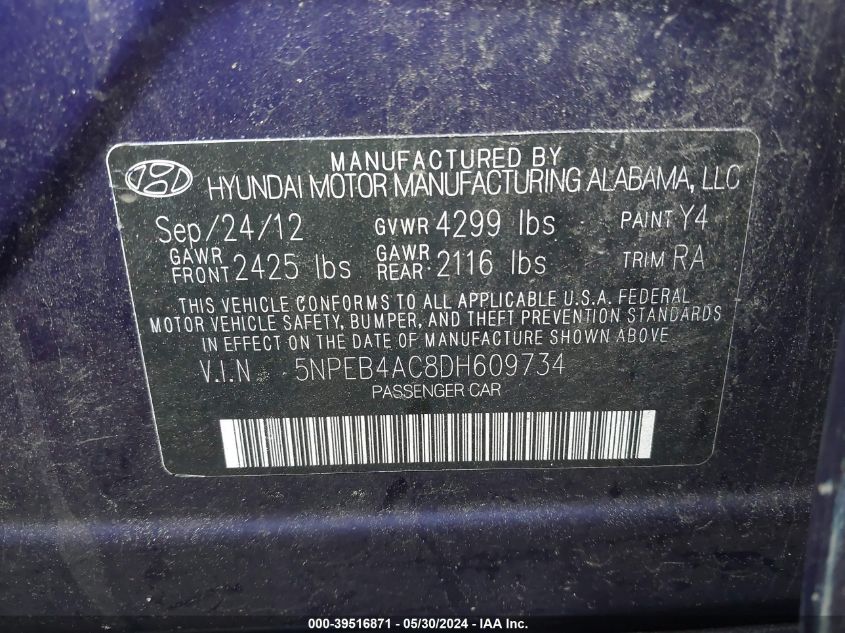 MANUFACTURED BY
HYUNDAI MOTOR MANUFACTURING ALABAMA, LLC
Sep/24/12 GVWR 4299 lbs PAINT Y4
GAWR FRONT 2425 lbs GAWR REAR 2116 lbs TRIM RA
THIS VEHICLE CONFORMS TO ALL APPLICABLE U.S.A. FEDERAL
MOTOR VEHICLE SAFETY, BUMPER, AND THEFT PREVENTION STANDARDS
IN EFFECT ON THE DATE OF MANUFACTURE SHOWN ABOVE
V.I.N 5NPEB4AC8DH609734
PASSENGER CAR
000-39516871 - 05/30/2024 - IAA Inc.